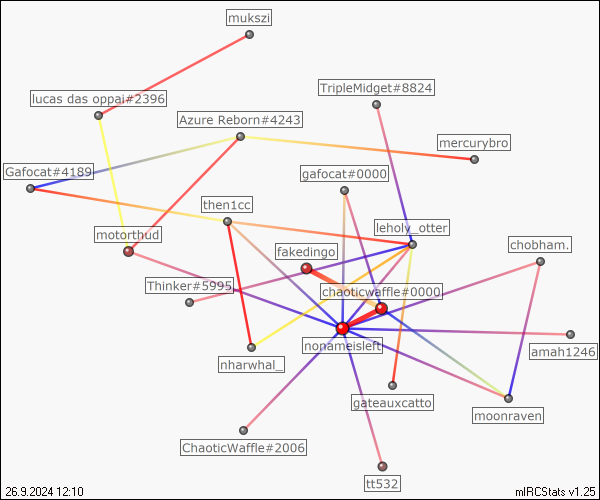 mukszi
TripleMidget#8824
lucas das oppai#2396
Azure Reborn#4243
mercurybro
Gafocat#4189
gafocat#0000
then1cc
leholy_otter
motorthud
fakedingo
chobham.
Thinker#5995
chaoticwaffle#0000
nonameisleft
amah1246
nharwhal_
gateauxcatto
moonraven
ChaoticWaffle#2006
tt532
26.9.2024 12:10
mIRCStats v1.25